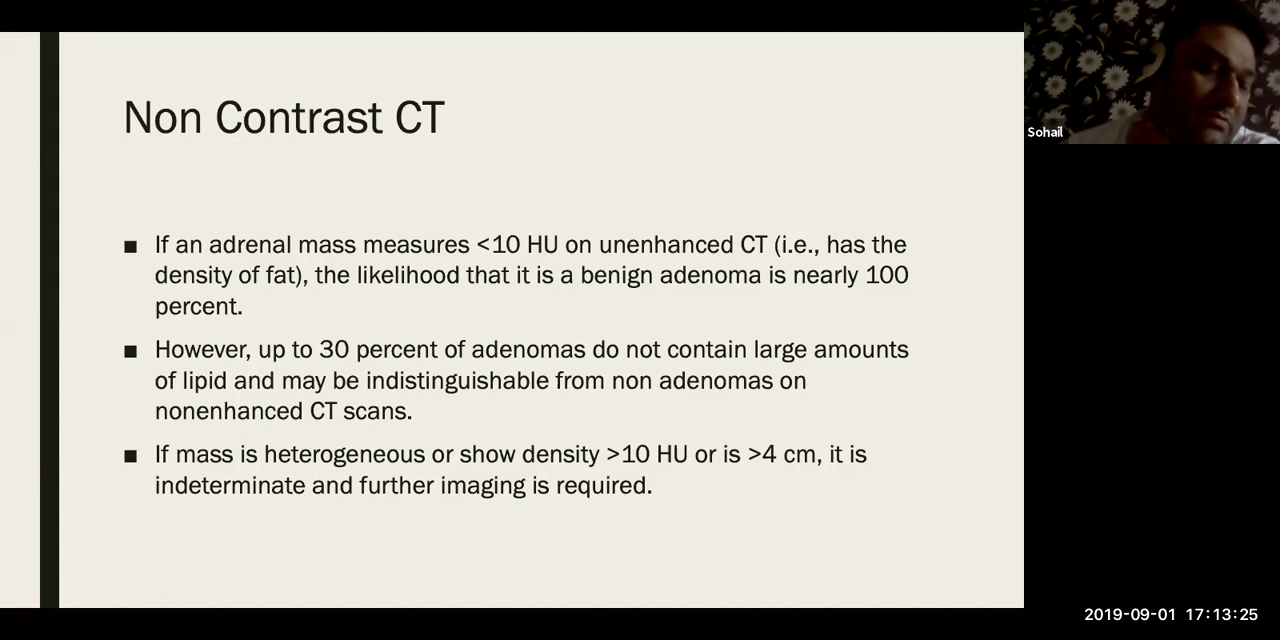 Non Contrast CT
Sohail
■ If an adrenal mass measures <10 HU on unenhanced CT (i.e., has the
density of fat), the likelihood that it is a benign adenoma is nearly 100
percent.
■ However, up to 30 percent of adenomas do not contain large amounts
of lipid and may be indistinguishable from non adenomas on
nonenhanced CT scans.
■ If mass is heterogeneous or show density >10 HU or is >4 cm, it is
indeterminate and further imaging is required.
2019-09-01 17:13:25